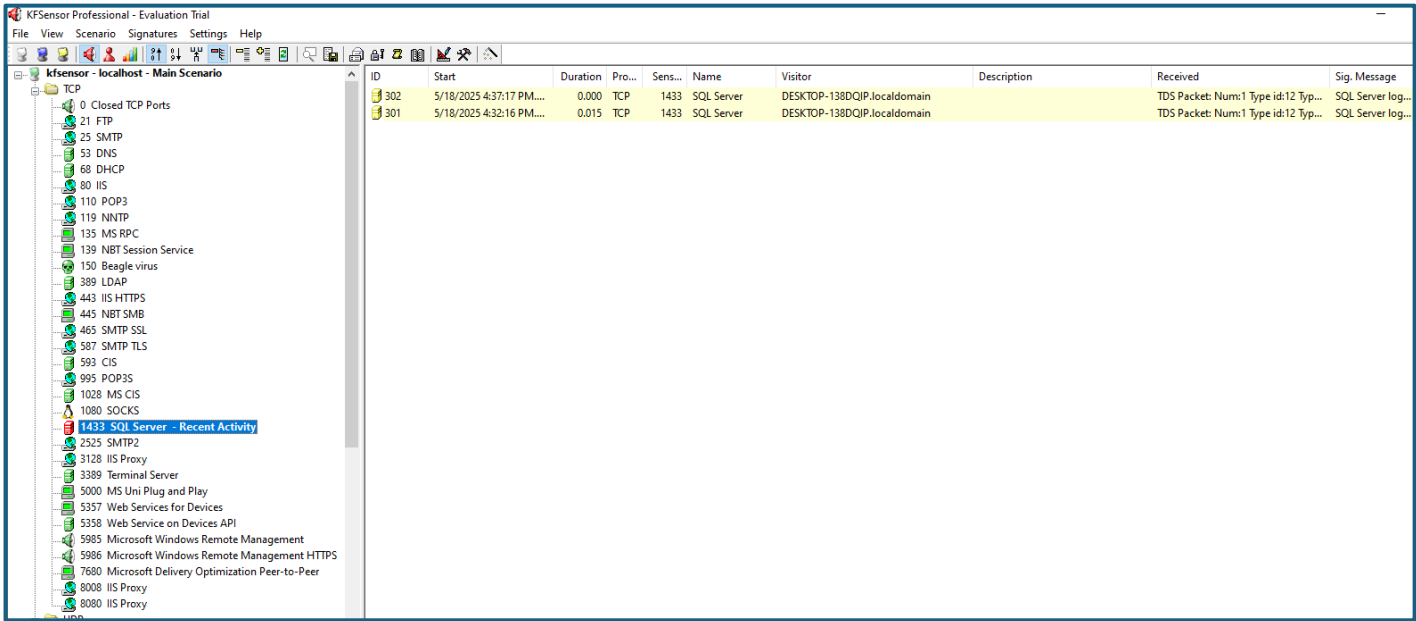 KFSensor Professional - Evaluation Trial
File View Scenario Signatures Settings Help
kfsensor - localhost - Main Scenario
TCP
0 Closed TCP Ports
21 FTP
25 SMTP
53 DNS
68 DHCP
80 IIS
110 POP3
119 NNTP
135 MS RPC
139 NBT Session Service
150 Beagle virus
389 LDAP
443 IIS HTTPS
445 NBT SMB
465 SMTP SSL
587 SMTP TLS
593 CIS
995 POP3S
1028 MS CIS
1080 SOCKS
1433 SQL Server - Recent Activity
2525 SMTP2
3128 IIS Proxy
3389 Terminal Server
5000 MS Uni Plug and Play
5357 Web Services for Devices
5358 Web Service on Devices API
5985 Microsoft Windows Remote Management
5986 Microsoft Windows Remote Management HTTPS
7680 Microsoft Delivery Optimization Peer-to-Peer
8008 IIS Proxy
8080 IIS Proxy
ID Start Duration Pro... Sens... Name Visitor Description Received Sig. Message
302 5/18/2025 4:37:17 PM.... 0.000 TCP 1433 SQL Server DESKTOP-138DQIP.localdomain TDS Packet: Num:1 Type id:12 Typ... SQL Server log...
301 5/18/2025 4:32:16 PM.... 0.015 TCP 1433 SQL Server DESKTOP-138DQIP.localdomain TDS Packet: Num:1 Type id:12 Typ... SQL Server log...